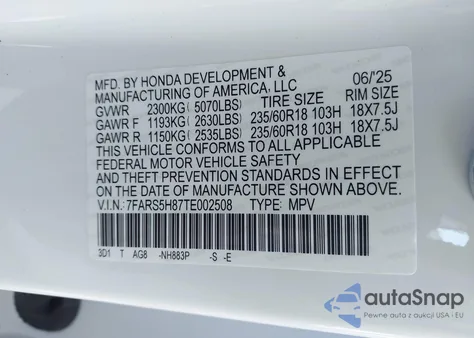 MFD. BY HONDA DEVELOPMENT &
MANUFACTURING OF AMERICA, LLC 06/'25
GVWR 2300KG(5070LBS) TIRE SIZE RIM SIZE
GAWR F 1193KG(2630LBS) 235/60R18 103H 18X7.5J
GAWR R 1150KG(2535LBS) 235/60R18 103H 18X7.5J
THIS VEHICLE CONFORMS TO ALL APPLICABLE
FEDERAL MOTOR VEHICLE SAFETY
AND THEFT PREVENTION STANDARDS IN EFFECT
ON THE DATE OF MANUFACTURE SHOWN ABOVE.
V.I.N.: 7FARS5H87TE002508 TYPE: MPV
3D1 T AG8 -NH883P -S -E
autoSnap
Pewne auta z aukcji USA i EU